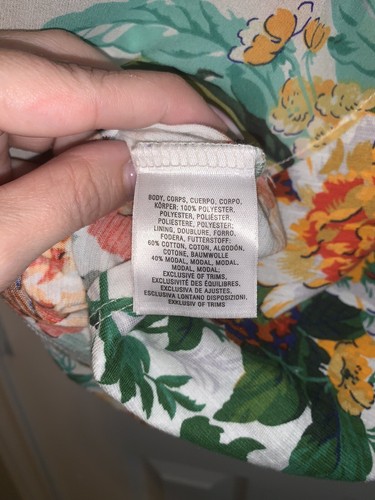 BODY, CORPS, CUERPO, CORPO,
KÖRPER: 100% POLYESTER,
POLYESTER, POLIÉSTER,
POLIESTERE, POLYESTER;
LINING, DOUBLURE, FORRO,
FODERA, FUTTERSTOFF:
60% COTTON, COTON, ALGODÓN,
COTONE, BAUMWOLLE
40% MODAL, MODAL, MODAL,
MODAL, MODAL;
EXCLUSIVE OF TRIMS,
EXCLUSIVITÉ DES ÉQUILIBRES,
EXCLUSIVA DE AJUSTES,
ESCLUSIVA LONTANO DISPOSIZIONI,
EXKLUSIV OF TRIMS